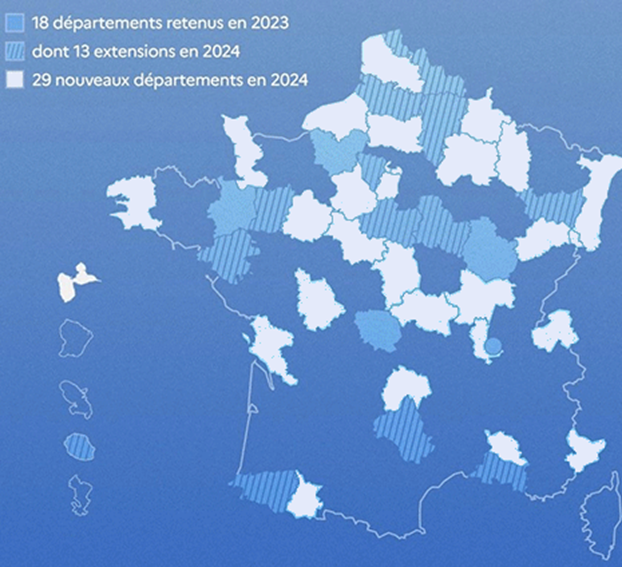 18 départements retenus en 2023
dont 13 extensions en 2024
29 nouveaux départements en 2024